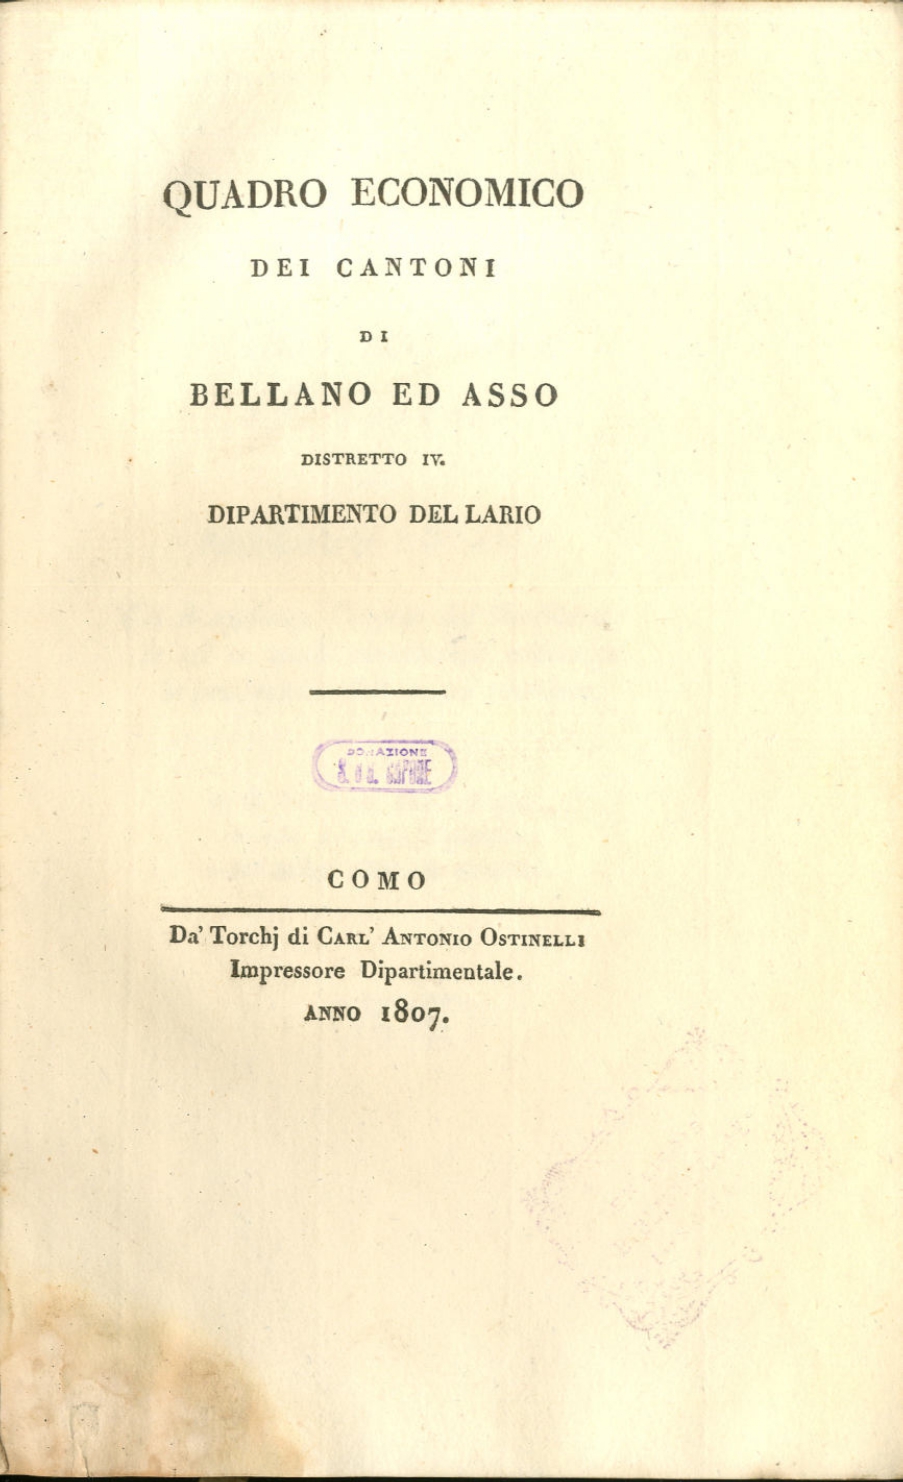 QUADRO ECONOMICO
DEI CANTONI
DI
BELLANO ED ASSO
DISTRETTO IV.
DIPARTIMENTO DEL LARIO
DONAZIONE
COMO
Da' Torchj di CARL' ANTONIO OSTINELLI
Impressore Dipartimentale.
ANNO 1807.